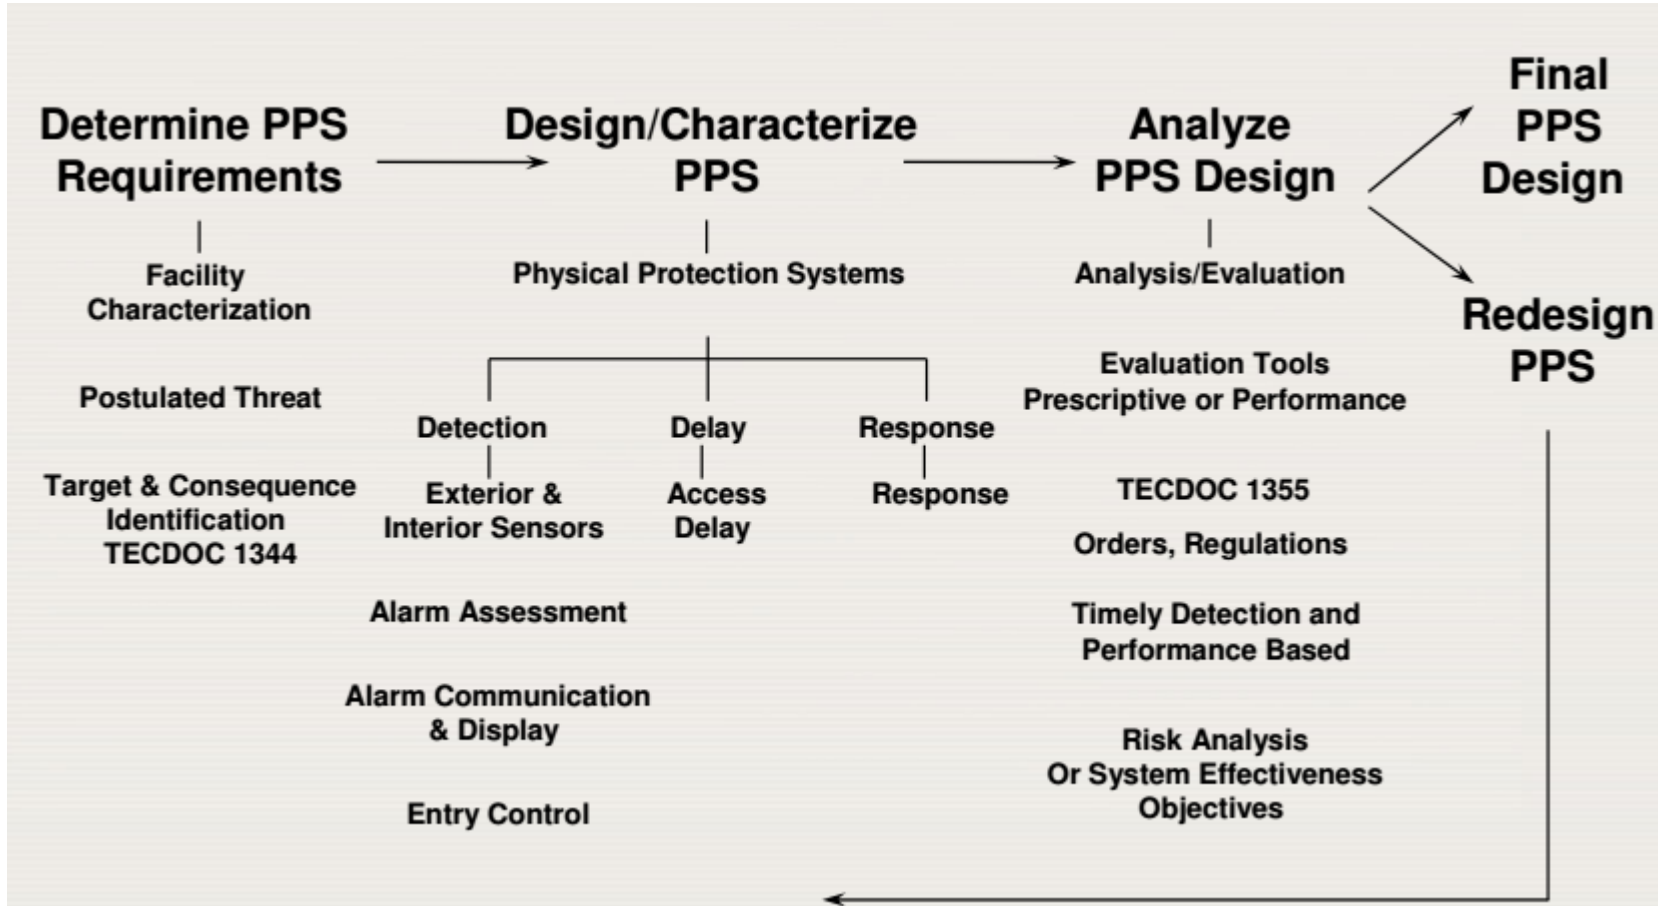 Determine PPS
Requirements
Facility
Characterization
Postulated Threat
Target & Consequence
Identification
TECDOC 1344
Design/Characterize
PPS
Physical Protection Systems
Detection
Exterior &
Interior Sensors
Alarm Assessment
Alarm Communication
& Display
Entry Control
Delay
Access
Delay
Response
Response
Analyze
PPS Design
Analysis/Evaluation
Evaluation Tools
Prescriptive or Performance
TECDOC 1355
Orders, Regulations
Timely Detection and
Performance Based
Risk Analysis
Or System Effectiveness
Objectives
Final
PPS
Design
Redesign
PPS